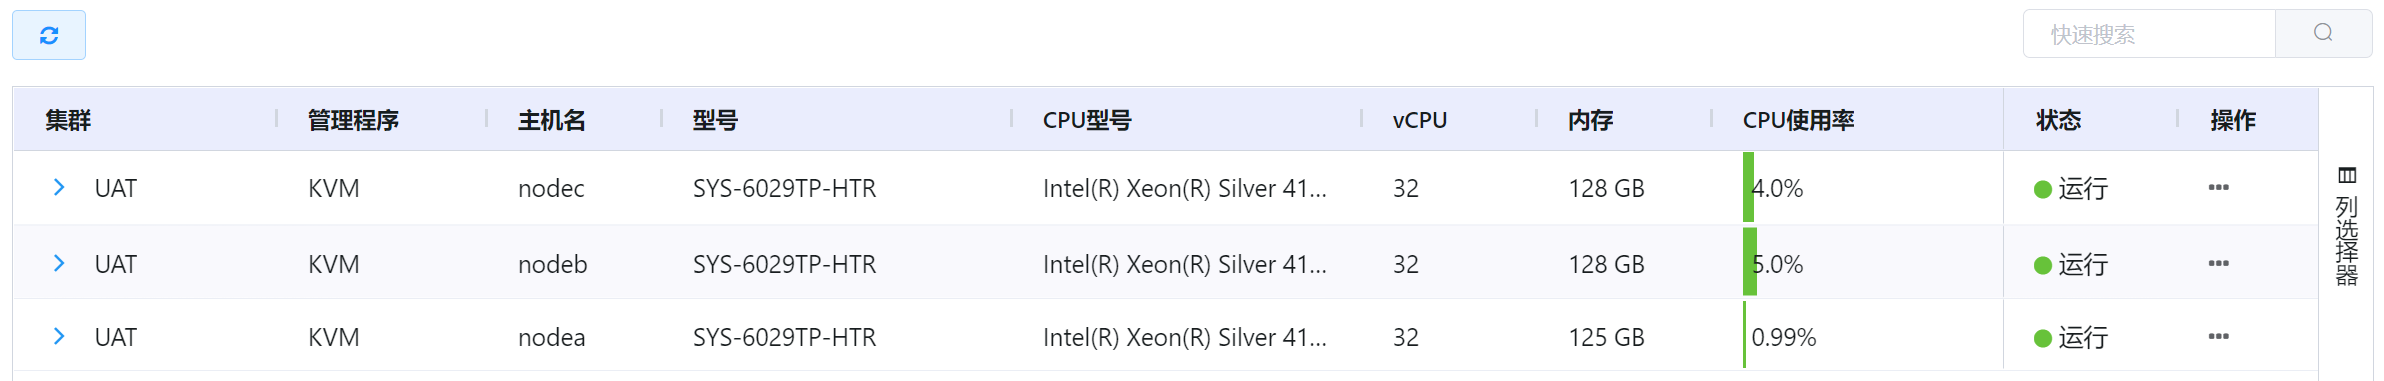 快速搜索
集群 管理程序 主机名 型号 CPU型号 vCPU 内存 CPU使用率 状态 操作
UAT KVM nodec SYS-6029TP-HTR Intel(R) Xeon(R) Silver 41... 32 128 GB 4.0% 运行
UAT KVM nodeb SYS-6029TP-HTR Intel(R) Xeon(R) Silver 41... 32 128 GB 5.0% 运行
UAT KVM nodea SYS-6029TP-HTR Intel(R) Xeon(R) Silver 41... 32 125 GB 0.99% 运行
列选择器